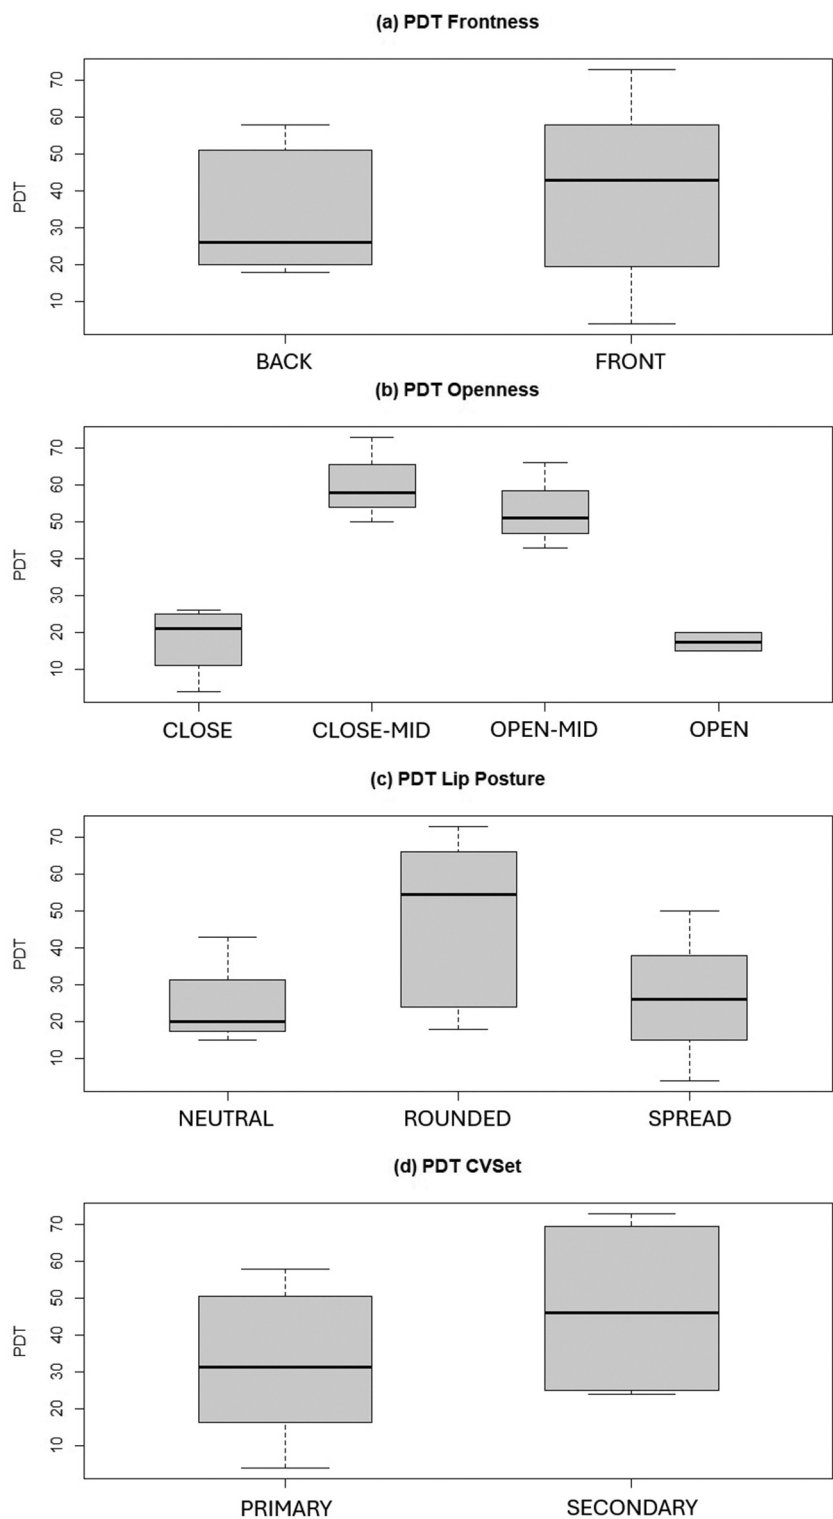 (a) PDT Frontness
PDT
70
60
50
40
30
20
10
BACK FRONT
(b) PDT Openness
PDT
70
60
50
40
30
20
10
CLOSE CLOSE-MID OPEN-MID OPEN
(c) PDT Lip Posture
PDT
70
60
50
40
30
20
10
NEUTRAL ROUNDED SPREAD
(d) PDT CVSet
PDT
70
60
50
40
30
20
10
PRIMARY SECONDARY